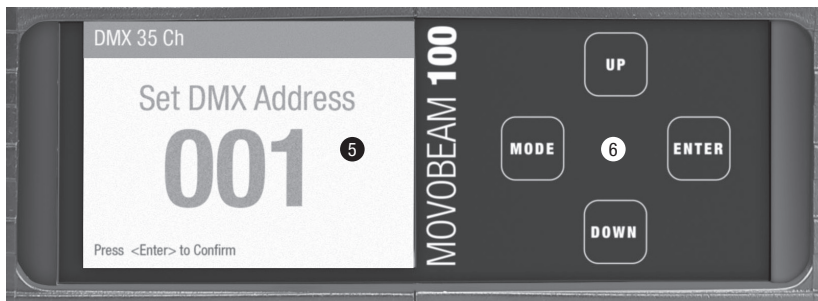 DMX 35 Ch
Set DMX Address
001
5
Press <Enter> to Confirm
MOVOBEAM 100
UP
MODE
6
ENTER
DOWN